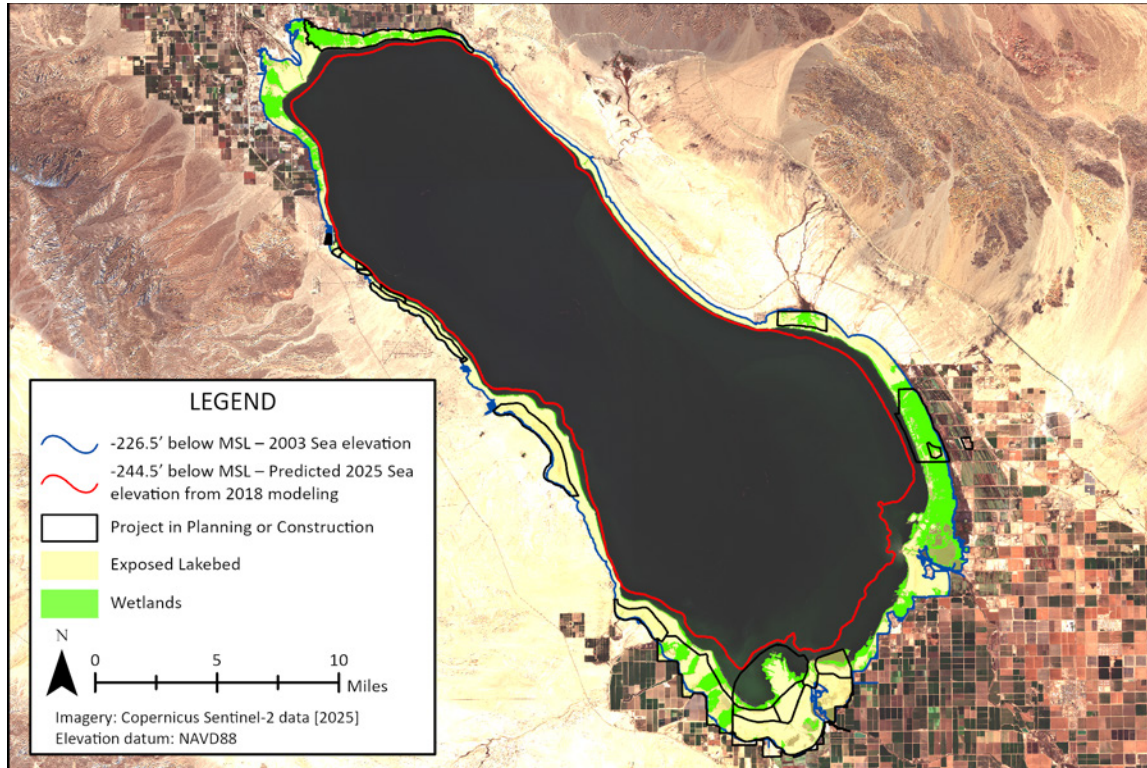 LEGEND
-226.5’ below MSL – 2003 Sea elevation
-244.5’ below MSL – Predicted 2025 Sea
elevation from 2018 modeling
Project in Planning or Construction
Exposed Lakebed
Wetlands
N
0 5 10
Miles
Imagery: Copernicus Sentinel-2 data [2025]
Elevation datum: NAVD88